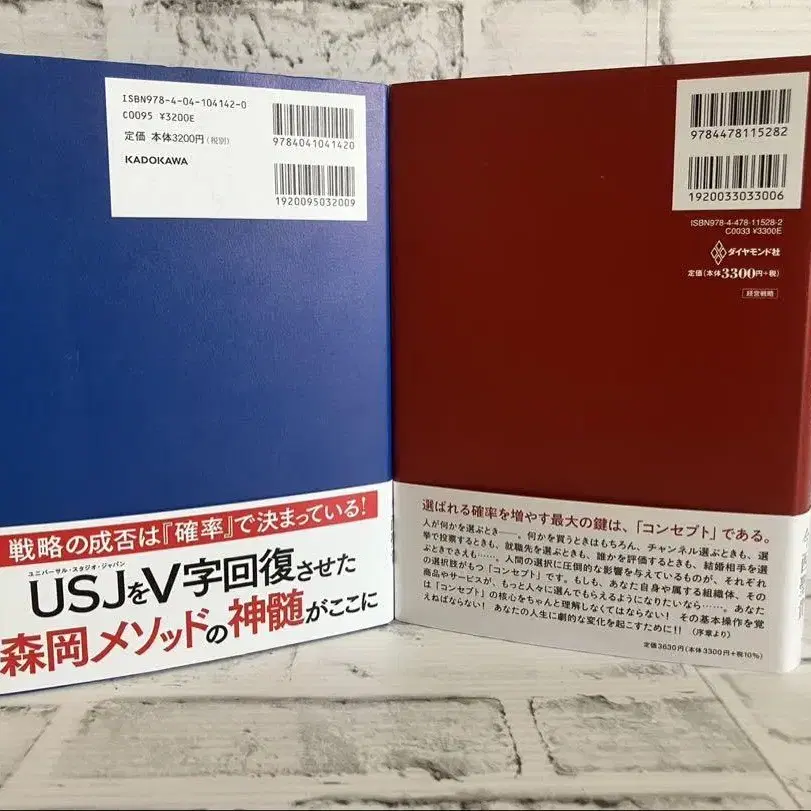 ISBN978-4-04-104142-0
C0095 ¥3200E
定価 本体3200円(税別)
KADOKAWA
9784041041420
1920095032009
戦略の成否は『確率』で決まっている!
ユニバーサル・スタジオ・ジャパン
USJをV字回復させた
森岡メソッドの神髄がここに
9784478115282
1920033033006
ISBN978-4-478-11528-2
C0033 ¥3300E
ダイヤモンド社
定価(本体3300円+税)
経営戦略
選ばれる確率を増やす最大の鍵は、「コンセプト」である。
人が何かを選ぶとき――。何かを買うときはもちろん、チャンネル選ぶときも、選
挙で投票するときも、就職先を選ぶときも、誰かを評価するときも、結婚相手を選
ぶときでさえも……、人間の選択に圧倒的な影響を与えているものが、それぞれ
の選択肢がもつ「コンセプト」です。もしも、あなた自身や属する組織体、その
商品やサービスが、もっと人々に選んでもらえるようになりたいなら……。あなた
は「コンセプト」の核心をちゃんと理解しなくてはならない! その基本操作を覚
えねばならない! あなたの人生に劇的な変化を起こすために!! (序章より)
定価3630円(本体3300円+税10%)